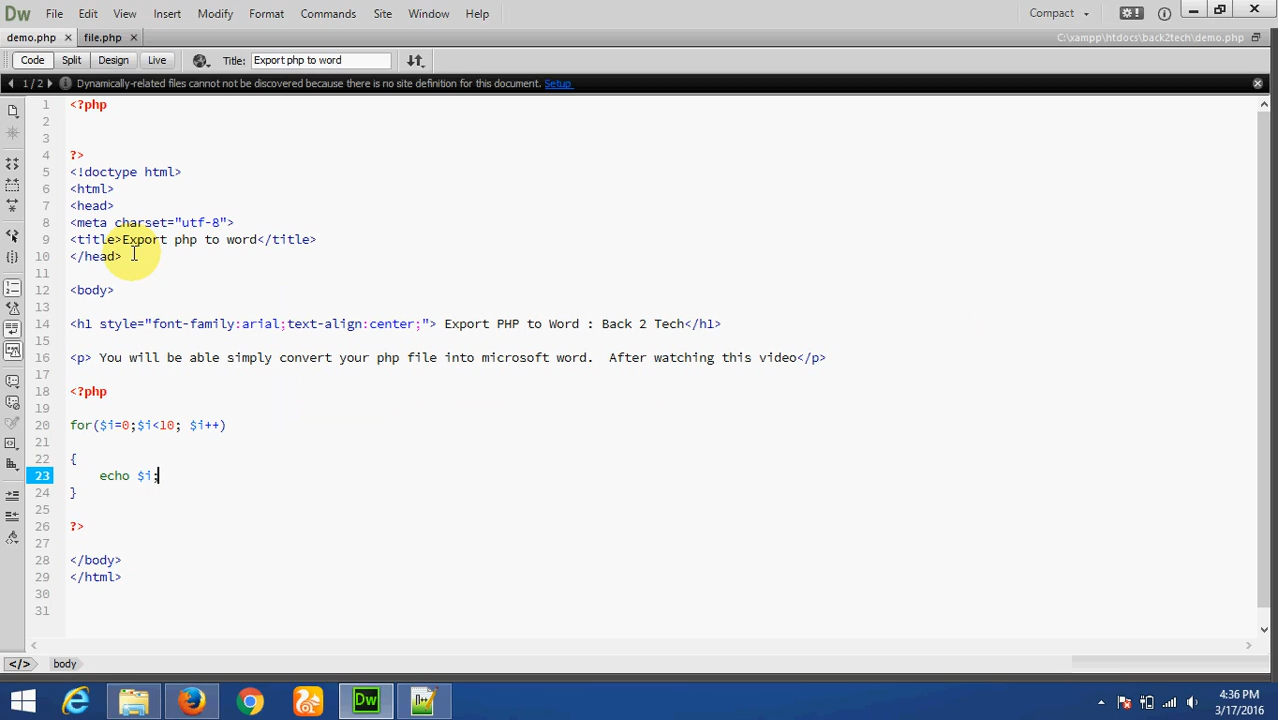 Dw File Edit View Insert Modify Format Commands Site Window Help Compact
demo.php × file.php × C:\xampp\htdocs\back2tech\demo.php
Code Split Design Live Title: Export php to word
1 / 2 Dynamically-related files cannot not be discovered because there is no site definition for this document. Setup
1 <?php
2
3
4 ?>
5 <!doctype html>
6 <html>
7 <head>
8 <meta charset="utf-8">
9 <title>Export php to word</title>
10 </head>
11
12 <body>
13
14 <h1 style="font-family:arial;text-align:center;"> Export PHP to Word : Back 2 Tech</h1>
15
16 <p> You will be able simply convert your php file into microsoft word.  After watching this video</p>
17
18 <?php
19
20 for($i=0;$i<10; $i++)
21
22 {
23 echo $i;
24 }
25
26 ?>
27
28 </body>
29 </html>
30
31
</> body
Dw
4:36 PM
3/17/2016